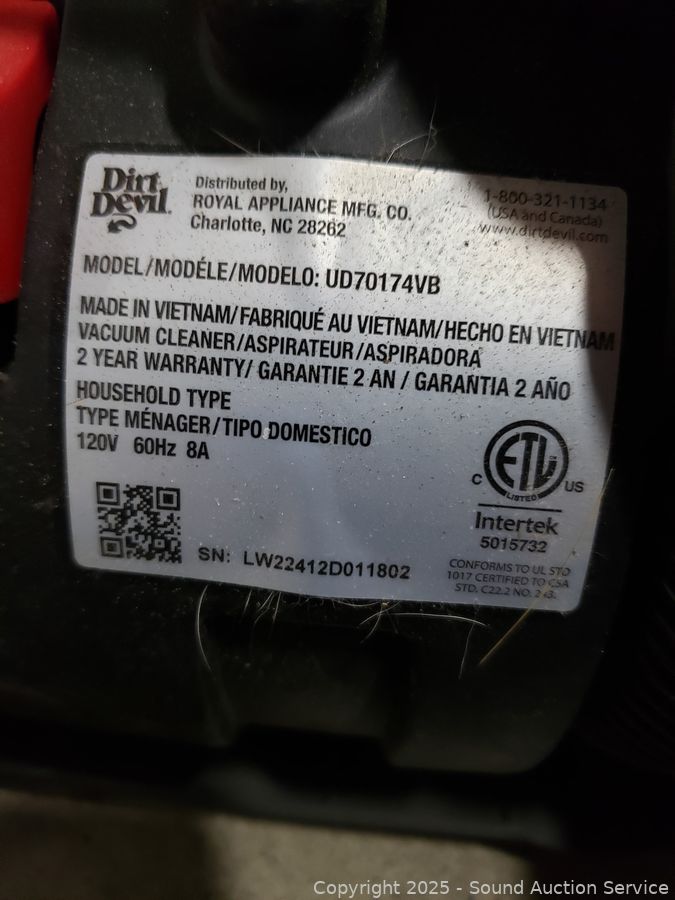 Dirt
Devil
Distributed by,
ROYAL APPLIANCE MFG. CO.
Charlotte, NC 28262
1-800-321-1134
(USA and Canada)
www.dirtdevil.com
MODEL/MODÉLE/MODELO: UD70174VB
MADE IN VIETNAM/FABRIQUÉ AU VIETNAM/HECHO EN VIETNAM
VACUUM CLEANER/ASPIRATEUR/ASPIRADORA
2 YEAR WARRANTY/ GARANTIE 2 AN / GARANTIA 2 AÑO
HOUSEHOLD TYPE
TYPE MÉNAGER/TIPO DOMESTICO
120V 60Hz 8A
ETL
LISTED
C US
Intertek
5015732
SN: LW22412D011802
CONFORMS TO UL STD
1017 CERTIFIED TO CSA
STD. C22.2 NO. 243.
Copyright 2025 - Sound Auction Service